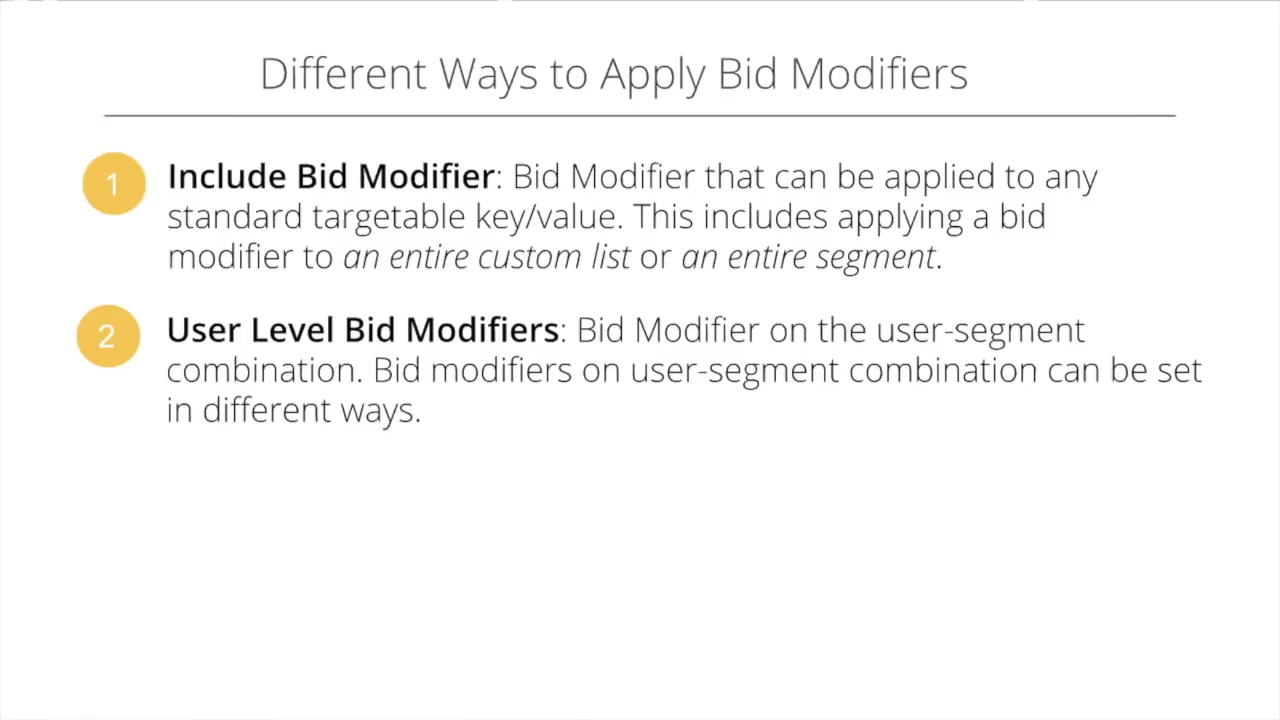 Different Ways to Apply Bid Modifiers
1
Include Bid Modifier: Bid Modifier that can be applied to any
standard targetable key/value. This includes applying a bid
modifier to an entire custom list or an entire segment.
2
User Level Bid Modifiers: Bid Modifier on the user-segment
combination. Bid modifiers on user-segment combination can be set
in different ways.